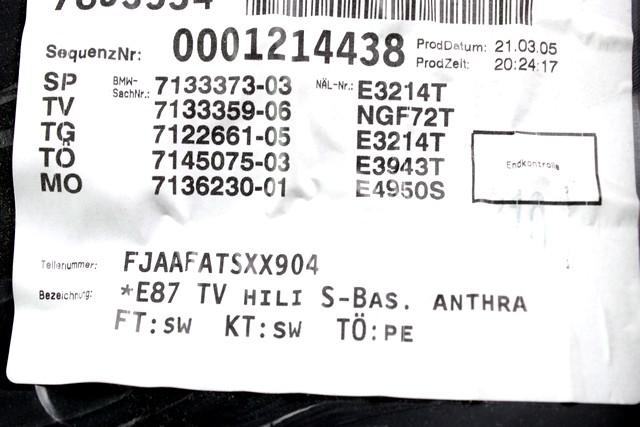 SequenzNr: 0001214438 ProdDatum: 21.03.05
ProdZeit: 20:24:17
SP BMW-SachNr.: 7133373-03 NÄL-Nr.: E3214T
TV 7133359-06 NGF72T
TG 7122661-05 E3214T
TÖ 7145075-03 E3943T
MO 7136230-01 E4950S
Endkontrolle
Teilenummer: FJAAFATSXX904
Bezeichnung: *E87 TV HILI S-BAS. ANTHRA
FT:SW KT:SW TÖ:PE